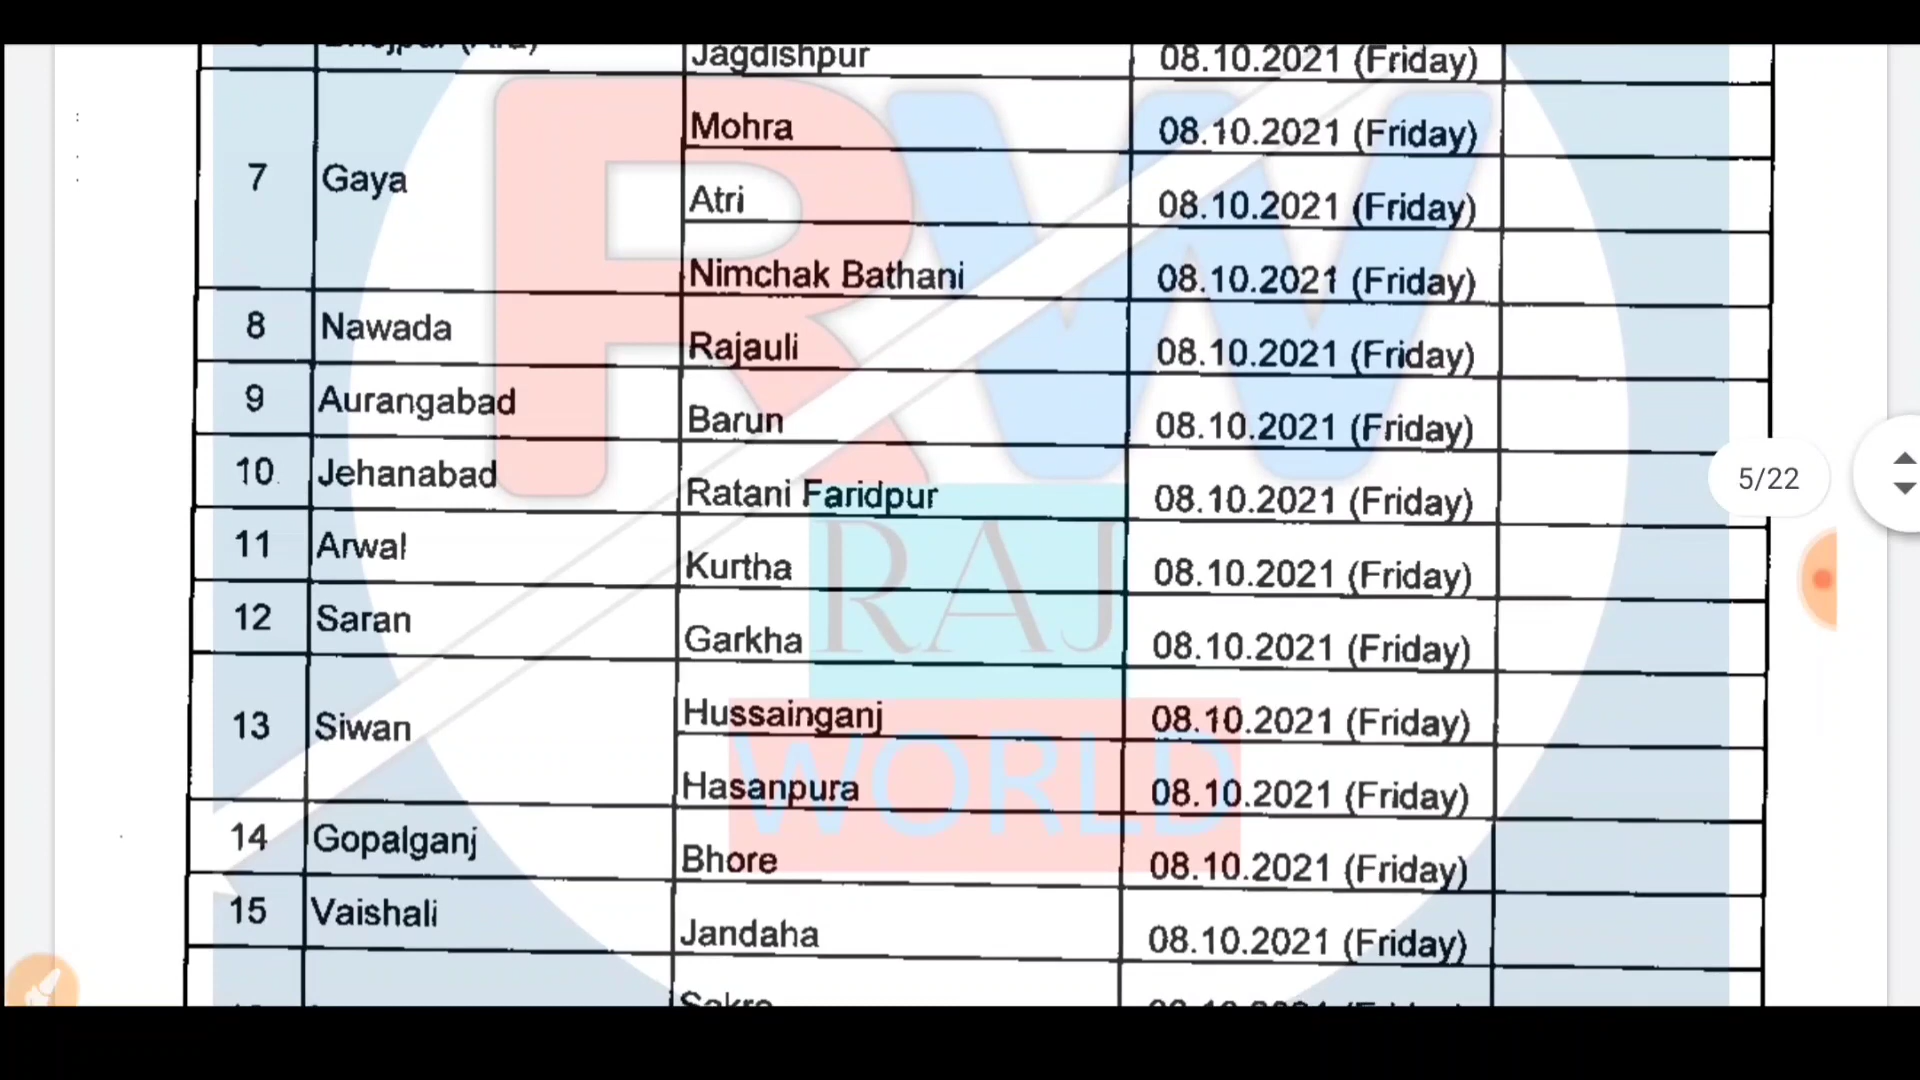 Jagdishpur 08.10.2021 (Friday)
Mohra 08.10.2021 (Friday)
7 Gaya Atri 08.10.2021 (Friday)
Nimchak Bathani 08.10.2021 (Friday)
8 Nawada Rajauli 08.10.2021 (Friday)
9 Aurangabad Barun 08.10.2021 (Friday)
10 Jehanabad Ratani Faridpur 08.10.2021 (Friday)
11 Arwal Kurtha 08.10.2021 (Friday)
12 Saran Garkha 08.10.2021 (Friday)
13 Siwan Hussainganj 08.10.2021 (Friday)
Hasanpura 08.10.2021 (Friday)
14 Gopalganj Bhore 08.10.2021 (Friday)
15 Vaishali Jandaha 08.10.2021 (Friday)
5/22
RW
RAJ
WORLD